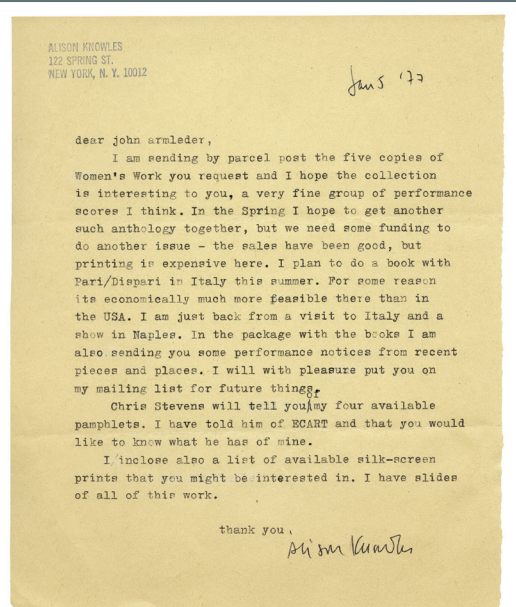 ALISON KNOWLES
122 SPRING ST.
NEW YORK, N. Y. 10012
Jan 5 '77
dear john armleder,
I am sending by parcel post the five copies of
Women's Work you request and I hope the collection
is interesting to you, a very fine group of performance
scores I think. In the Spring I hope to get another
such anthology together, but we need some funding to
do another issue - the sales have been good, but
printing is expensive here. I plan to do a book with
Pari/Dispari in Italy this summer. For some reason
its economically much more feasible there than in
the USA. I am just back from a visit to Italy and a
show in Naples. In the package with the books I am
also sending you some performance notices from recent
pieces and places. I will with pleasure put you on
my mailing list for future things.
Chris Stevens will tell you of my four available
pamphlets. I have told him of ECART and that you would
like to know what he has of mine.
I inclose also a list of available silk-screen
prints that you might be interested in. I have slides
of all of this work.
thank you,
Alison Knowles